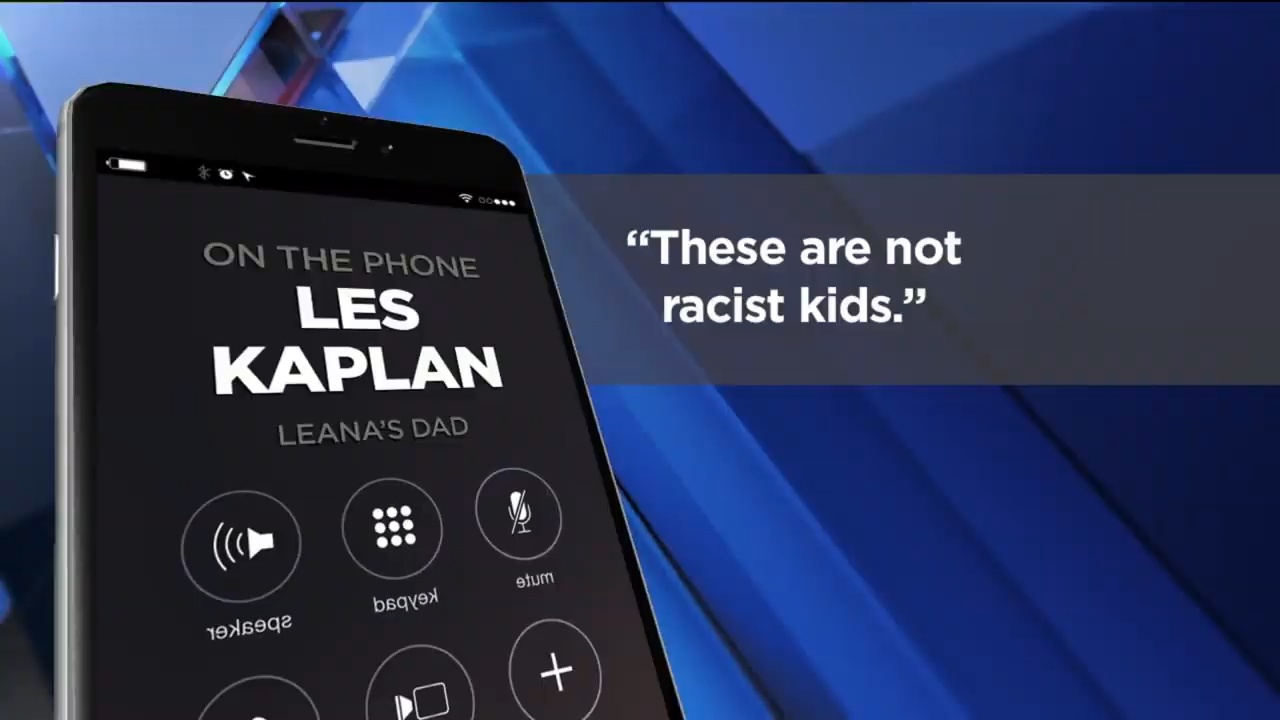 ON THE PHONE
LES
KAPLAN
LEANA'S DAD
speaker
keypad
mute
“These are not
racist kids.”